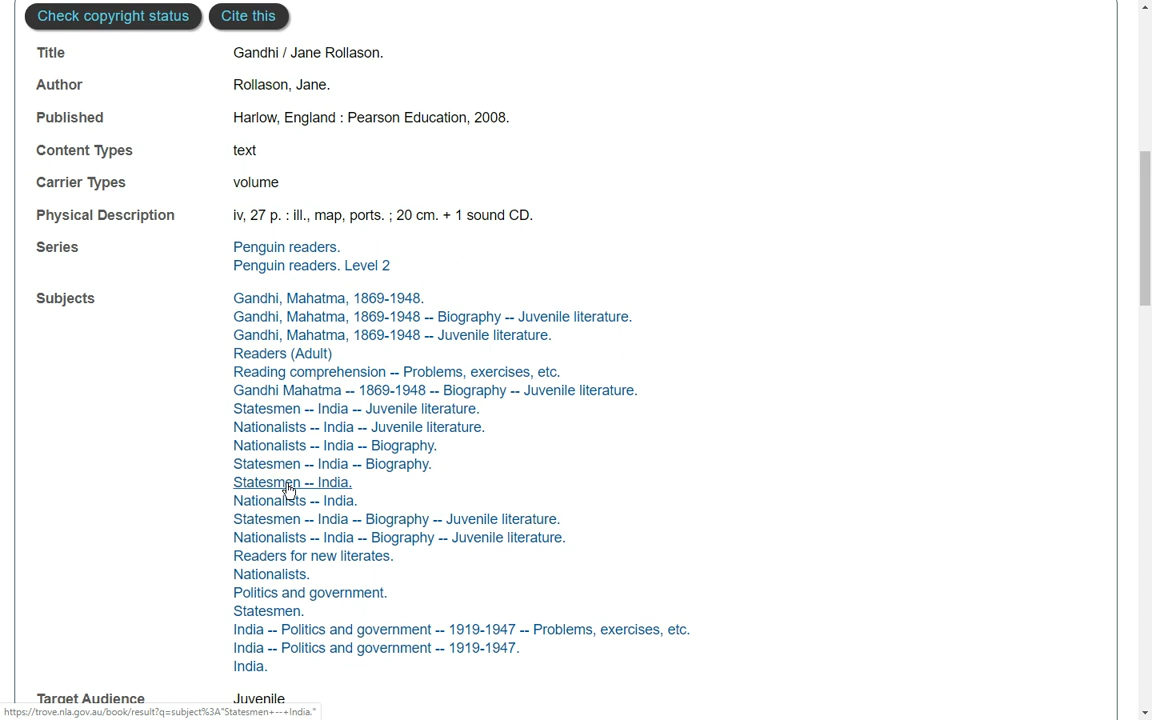 Check copyright status Cite this
Title Gandhi / Jane Rollason.
Author Rollason, Jane.
Published Harlow, England : Pearson Education, 2008.
Content Types text
Carrier Types volume
Physical Description iv, 27 p. : ill., map, ports. ; 20 cm. + 1 sound CD.
Series Penguin readers.
Penguin readers. Level 2
Subjects Gandhi, Mahatma, 1869-1948.
Gandhi, Mahatma, 1869-1948 -- Biography -- Juvenile literature.
Gandhi, Mahatma, 1869-1948 -- Juvenile literature.
Readers (Adult)
Reading comprehension -- Problems, exercises, etc.
Gandhi Mahatma -- 1869-1948 -- Biography -- Juvenile literature.
Statesmen -- India -- Juvenile literature.
Nationalists -- India -- Juvenile literature.
Nationalists -- India -- Biography.
Statesmen -- India -- Biography.
Statesmen -- India.
Nationalists -- India.
Statesmen -- India -- Biography -- Juvenile literature.
Nationalists -- India -- Biography -- Juvenile literature.
Readers for new literates.
Nationalists.
Politics and government.
Statesmen.
India -- Politics and government -- 1919-1947 -- Problems, exercises, etc.
India -- Politics and government -- 1919-1947.
India.
Target Audience Juvenile
https://trove.nla.gov.au/book/result?q=subject%3A"Statesmen+--+India."